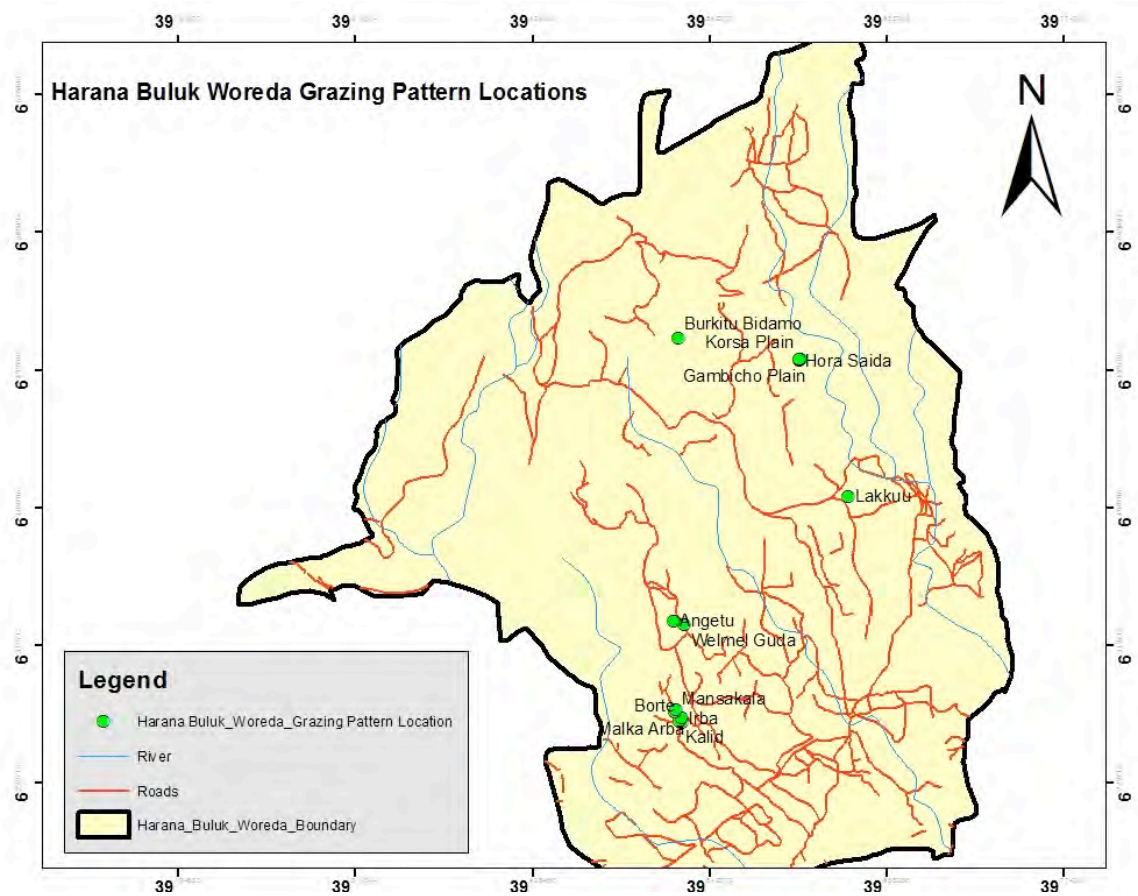 39 39 39 39 39 39
Harana Buluk Woreda Grazing Pattern Locations
N
6 6
6 6
Burkitu Bidamo
Korsa Plain
Hora Saida
6 6
Gambicho Plain
Lakkuu
6 6
Angetu
Welmel Guda
6 6
Mansakala
Borte
Irba
Malka Arba
Kalid
6 6
Legend
Harana Buluk_Woreda_Grazing Pattern Location
River
Roads
Harana_Buluk_Woreda_Boundary
39 39 39 39 39 39